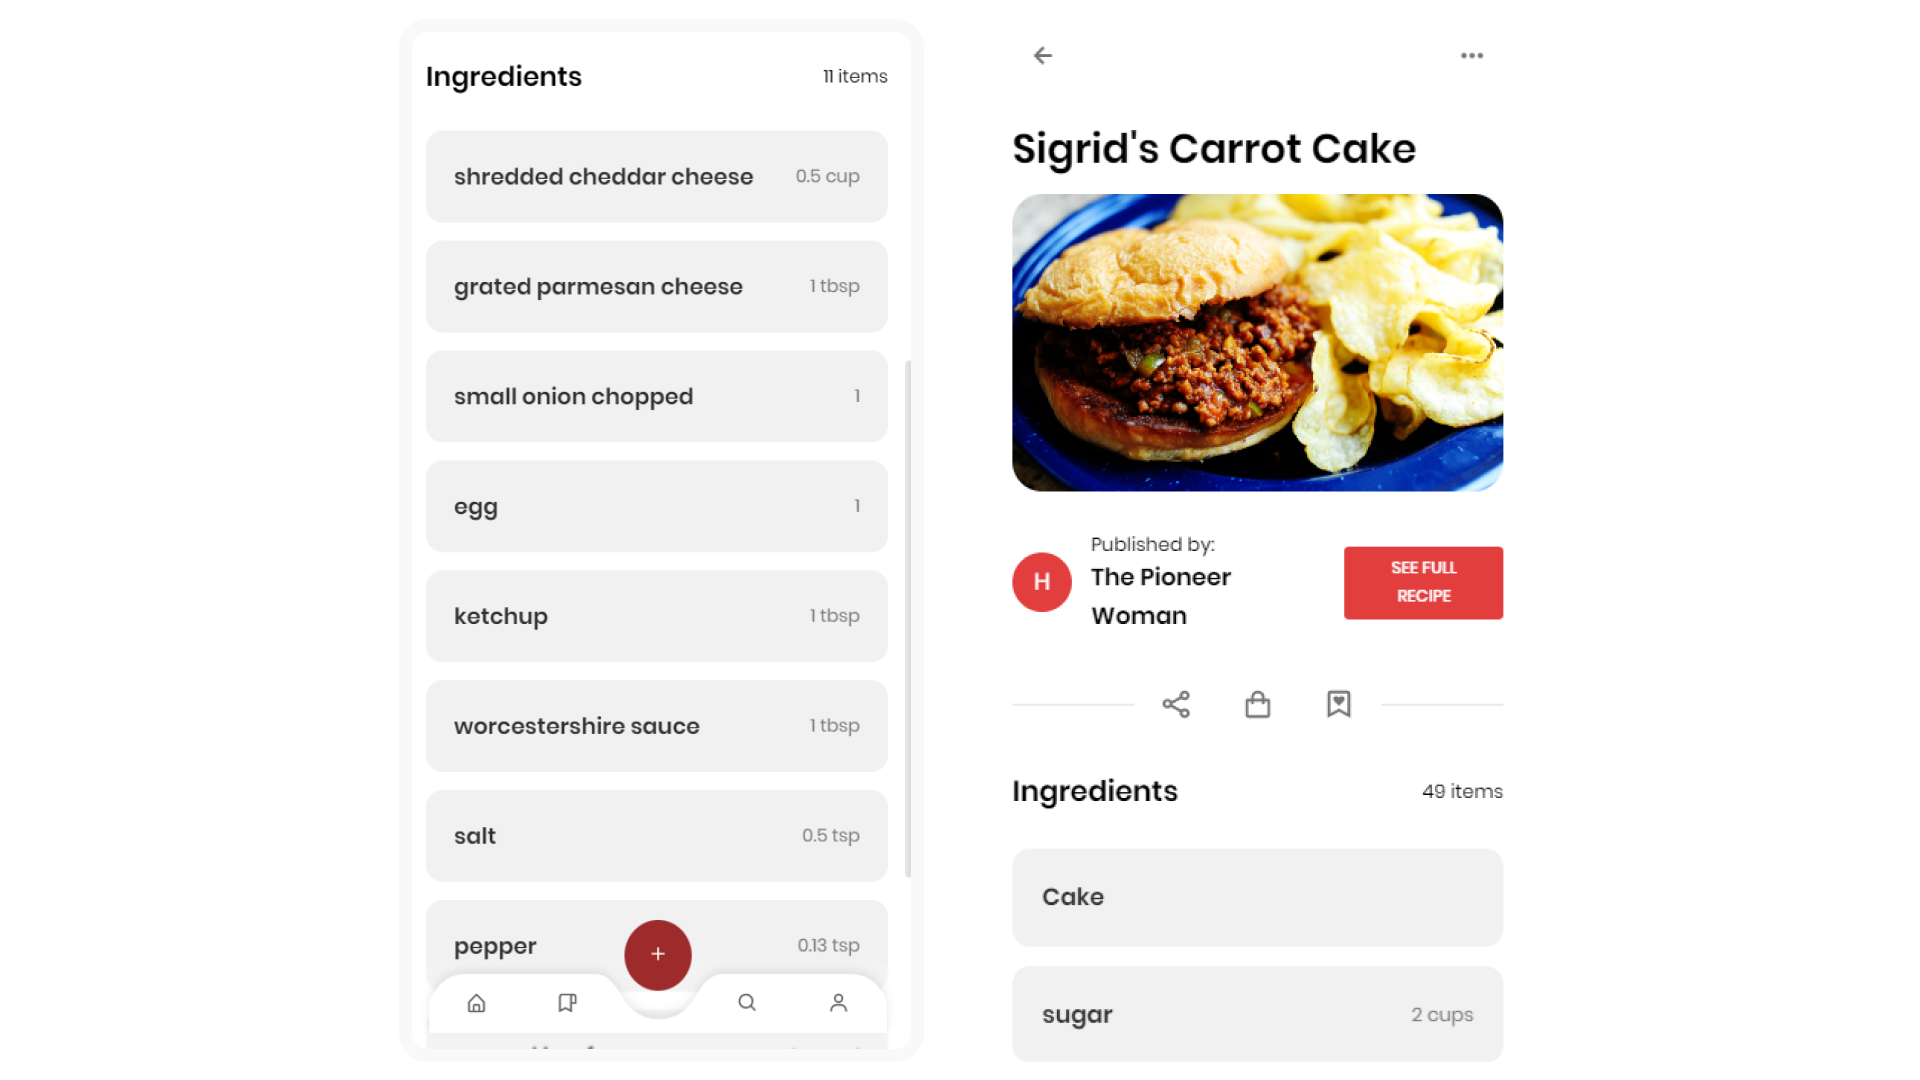 Ingredients 11 items
shredded cheddar cheese 0.5 cup
grated parmesan cheese 1 tbsp
small onion chopped 1
egg 1
ketchup 1 tbsp
worcestershire sauce 1 tbsp
salt 0.5 tsp
pepper 0.13 tsp
+
Sigrid's Carrot Cake
H
Published by:
The Pioneer
Woman
SEE FULL
RECIPE
Ingredients 49 items
Cake
sugar 2 cups